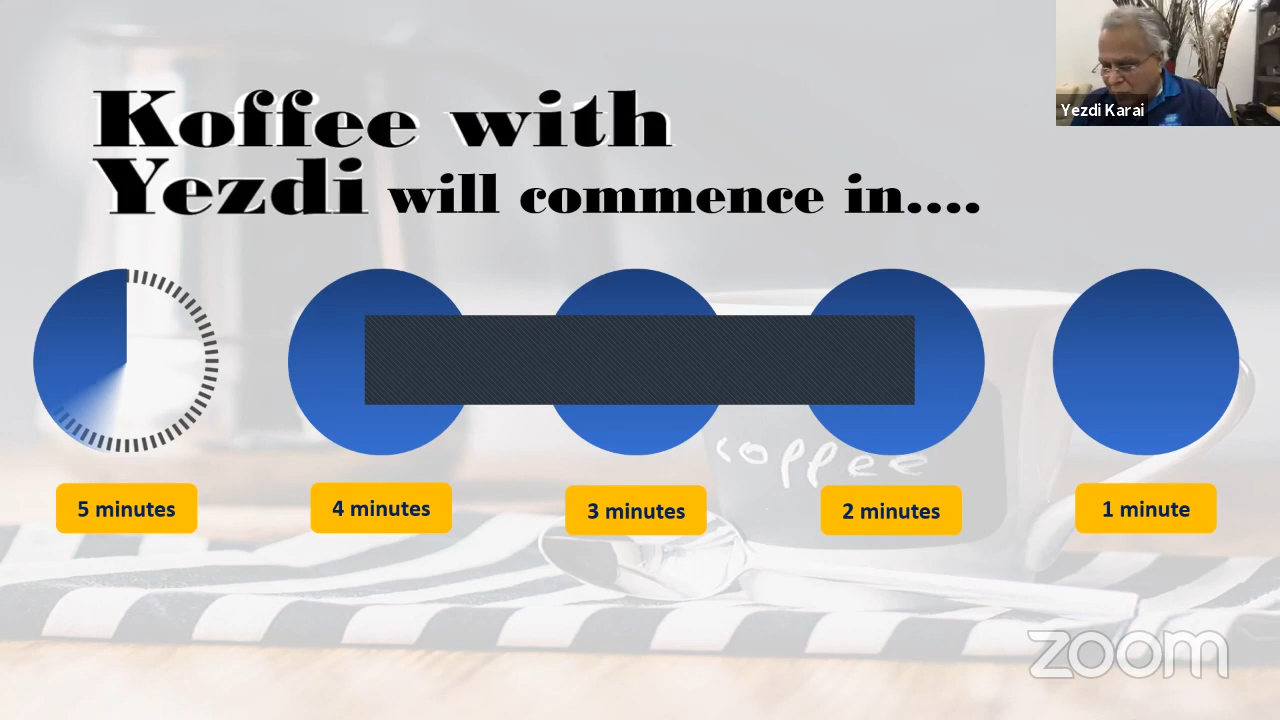 Yezdi Karai
Koffee with
Yezdi will commence in....
coffee
5 minutes
4 minutes
3 minutes
2 minutes
1 minute
zoom